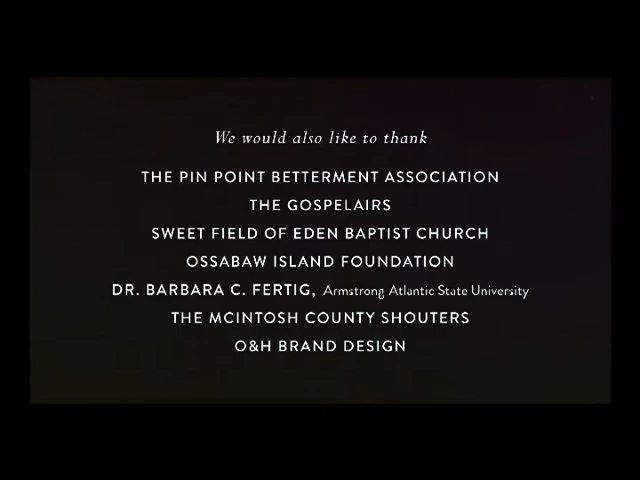 We would also like to thank
THE PIN POINT BETTERMENT ASSOCIATION
THE GOSPELAIRS
SWEET FIELD OF EDEN BAPTIST CHURCH
OSSABAW ISLAND FOUNDATION
DR. BARBARA C. FERTIG, Armstrong Atlantic State University
THE MCINTOSH COUNTY SHOUTERS
O&H BRAND DESIGN